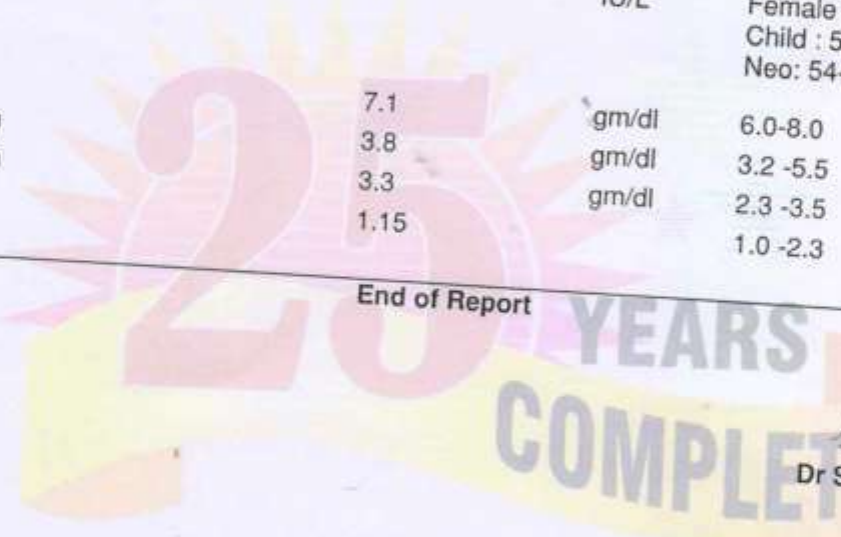 IU/L Female
Child : 5
Neo: 54-
7.1 gm/dl 6.0-8.0
3.8 gm/dl 3.2 -5.5
3.3 gm/dl 2.3 -3.5
1.15 1.0 -2.3
End of Report
25 YEARS
COMPLET
Dr S